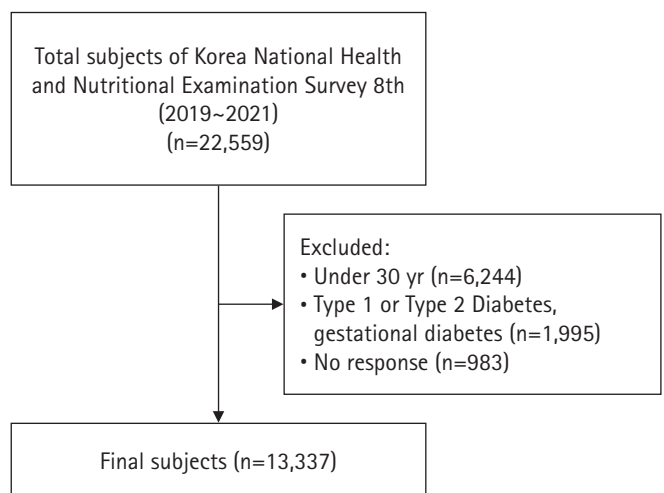 Total subjects of Korea National Health
and Nutritional Examination Survey 8th
(2019~2021)
(n=22,559)
Excluded:
• Under 30 yr (n=6,244)
• Type 1 or Type 2 Diabetes,
gestational diabetes (n=1,995)
• No response (n=983)
Final subjects (n=13,337)